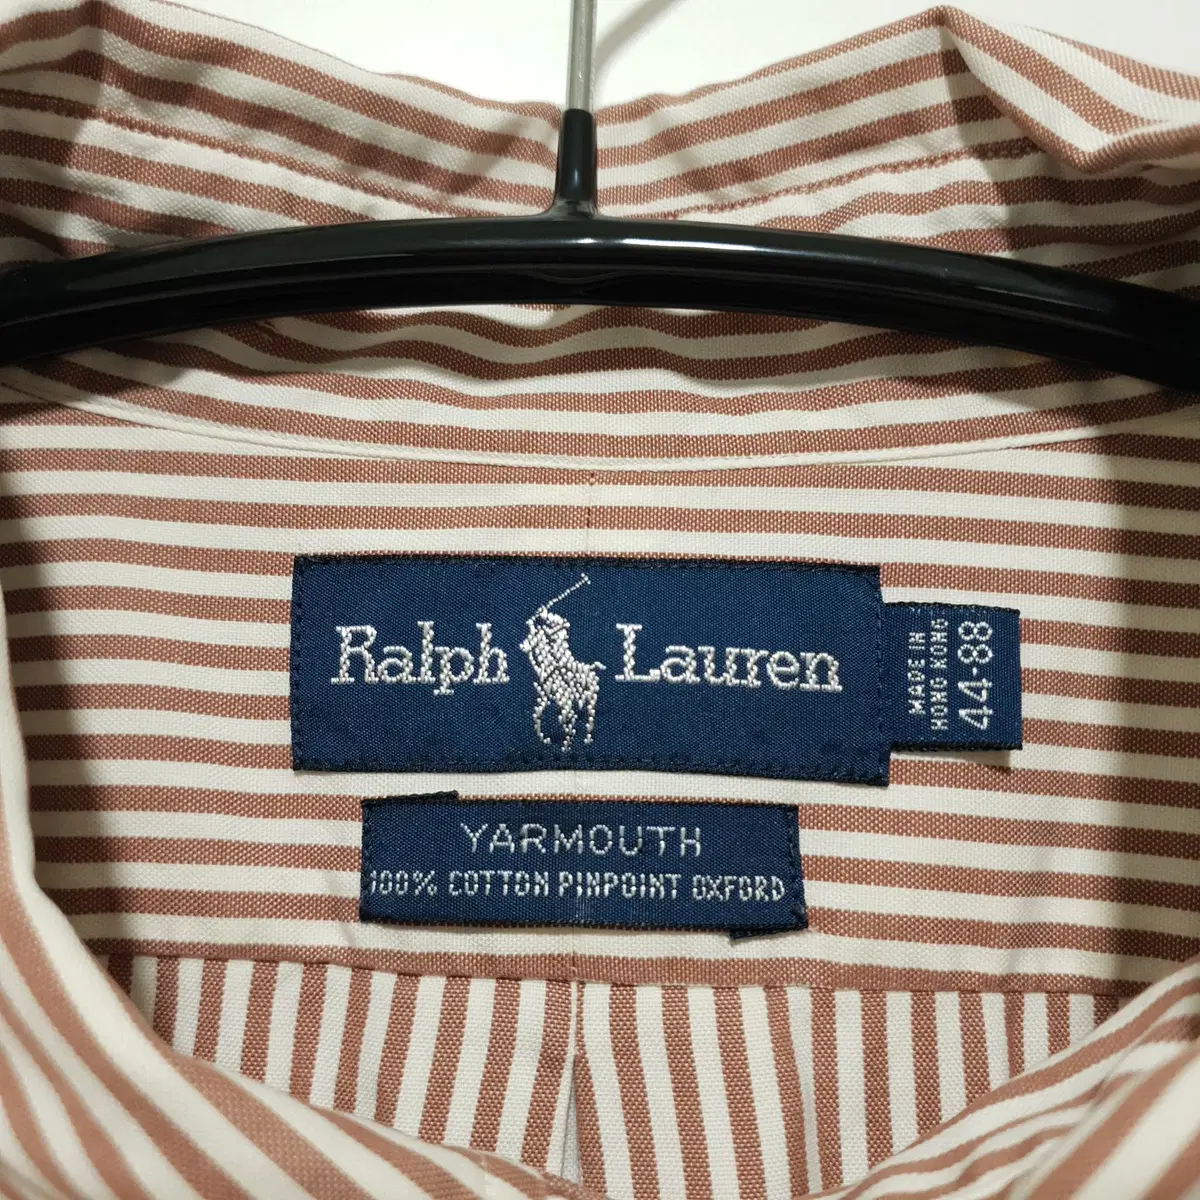 Ralph Lauren
MADE IN
HONG KONG
44-88
YARMOUTH
100% COTTON PINPOINT OXFORD